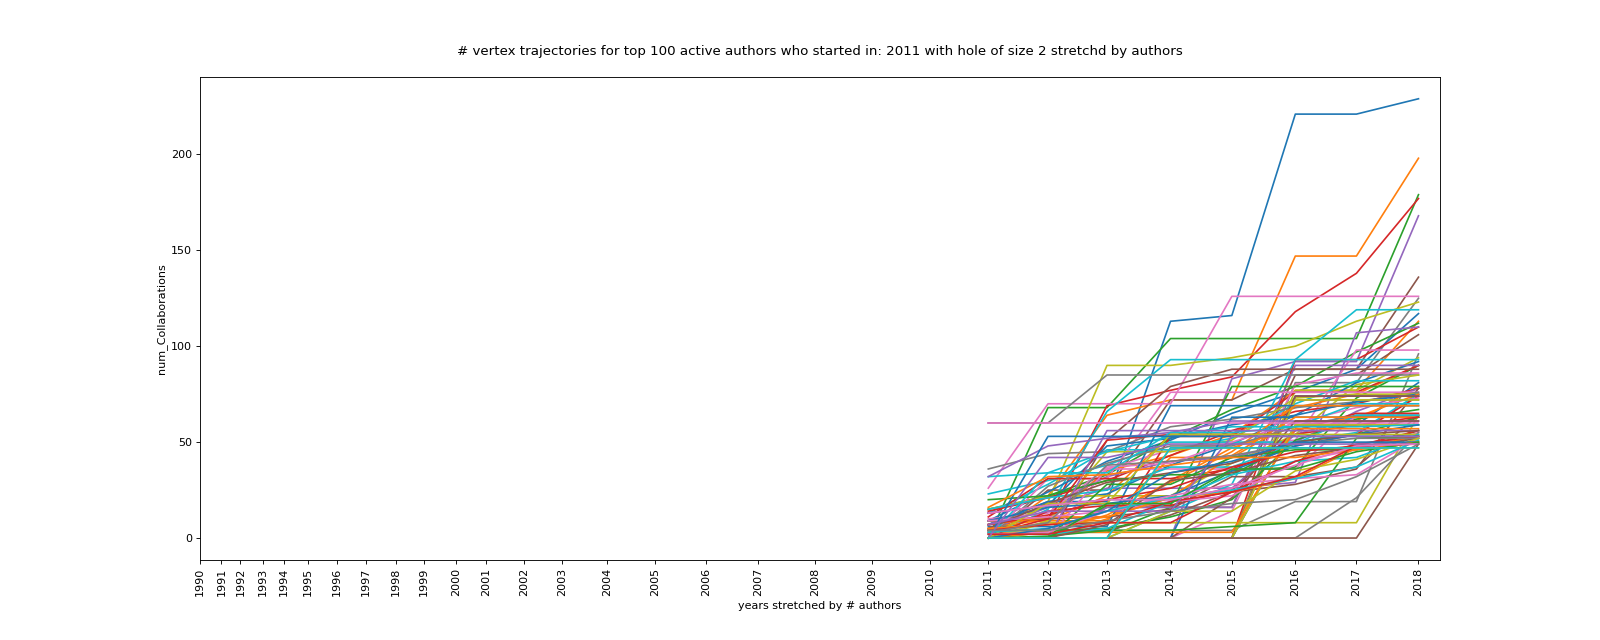 # vertex trajectories for top 100 active authors who started in: 2011 with hole of size 2 stretchd by authors
num_Collaborations
200
150
100
50
0
1990 1991 1992 1993 1994 1995 1996 1997 1998 1999 2000 2001 2002 2003 2004 2005 2006 2007 2008 2009 2010 2011 2012 2013 2014 2015 2016 2017 2018
years stretched by # authors